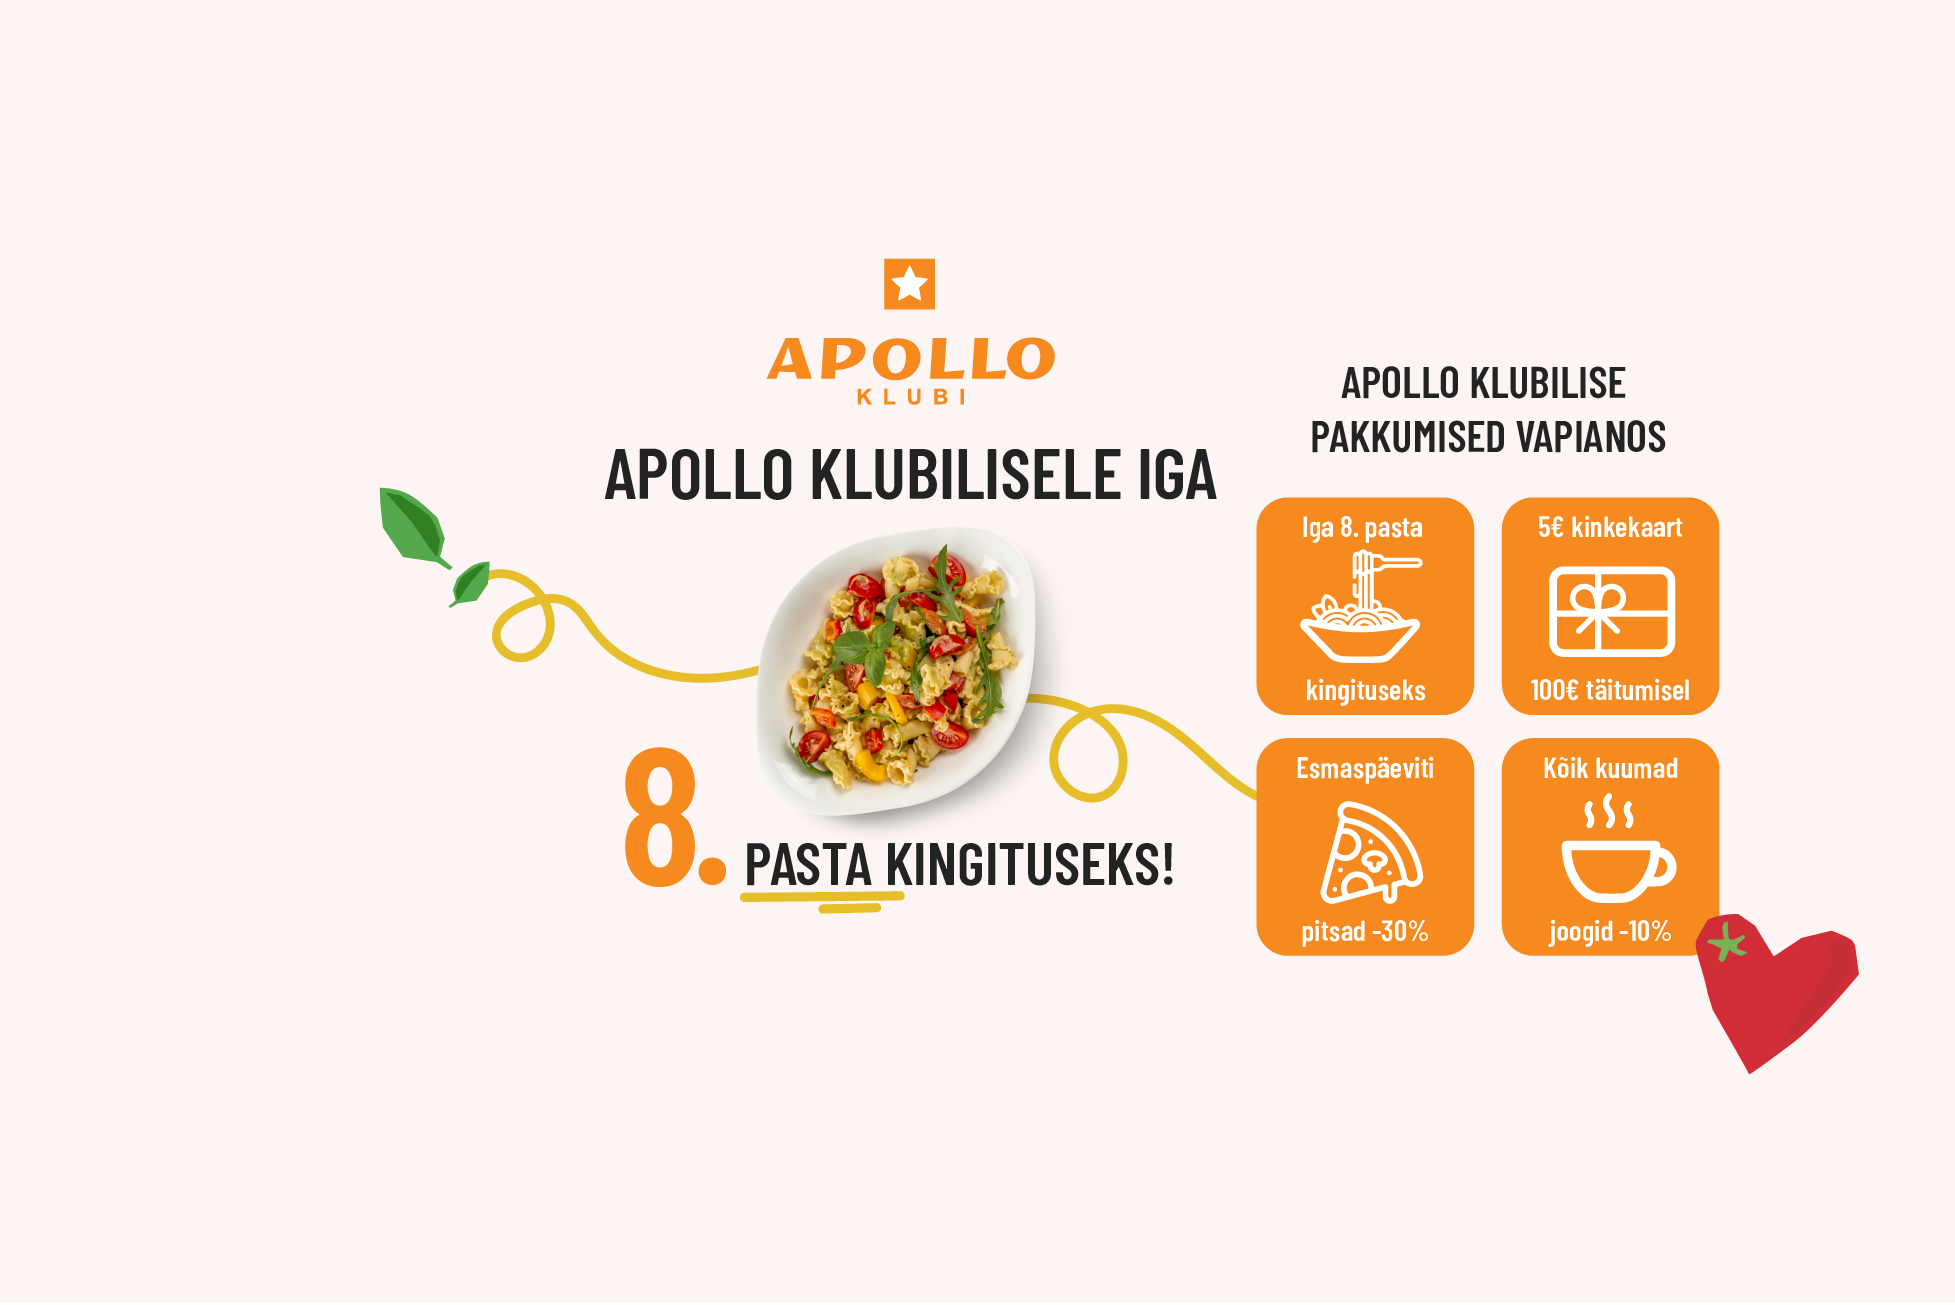 APOLLO
KLUBI
APOLLO KLUBILISELE IGA
8. PASTA KINGITUSEKS!
APOLLO KLUBILISE
PAKKUMISED VAPIANOS
Iga 8. pasta
kingituseks
5€ kinkekaart
100€ täitumisel
Esmaspäeviti
pitsad -30%
Kõik kuumad
joogid -10%